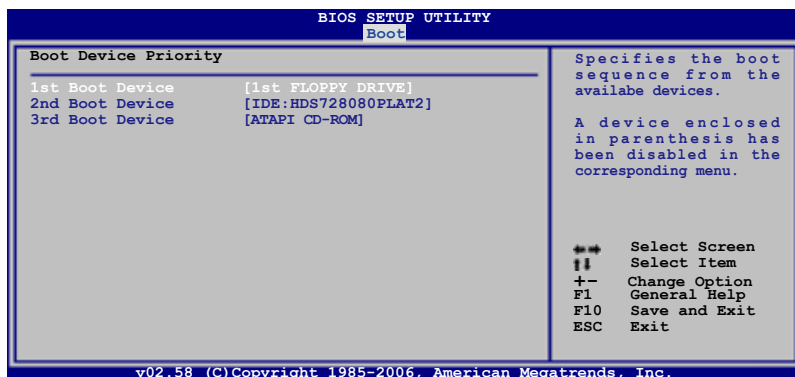 BIOS SETUP UTILITY
Boot
Boot Device Priority
1st Boot Device [1st FLOPPY DRIVE]
2nd Boot Device [IDE:HDS728080PLAT2]
3rd Boot Device [ATAPI CD-ROM]
Specifies the boot
sequence from the
availabe devices.
A device enclosed
in parenthesis has
been disabled in the
corresponding menu.
Select Screen
Select Item
+- Change Option
F1 General Help
F10 Save and Exit
ESC Exit
v02.58 (C)Copyright 1985-2006, American Megatrends, Inc.